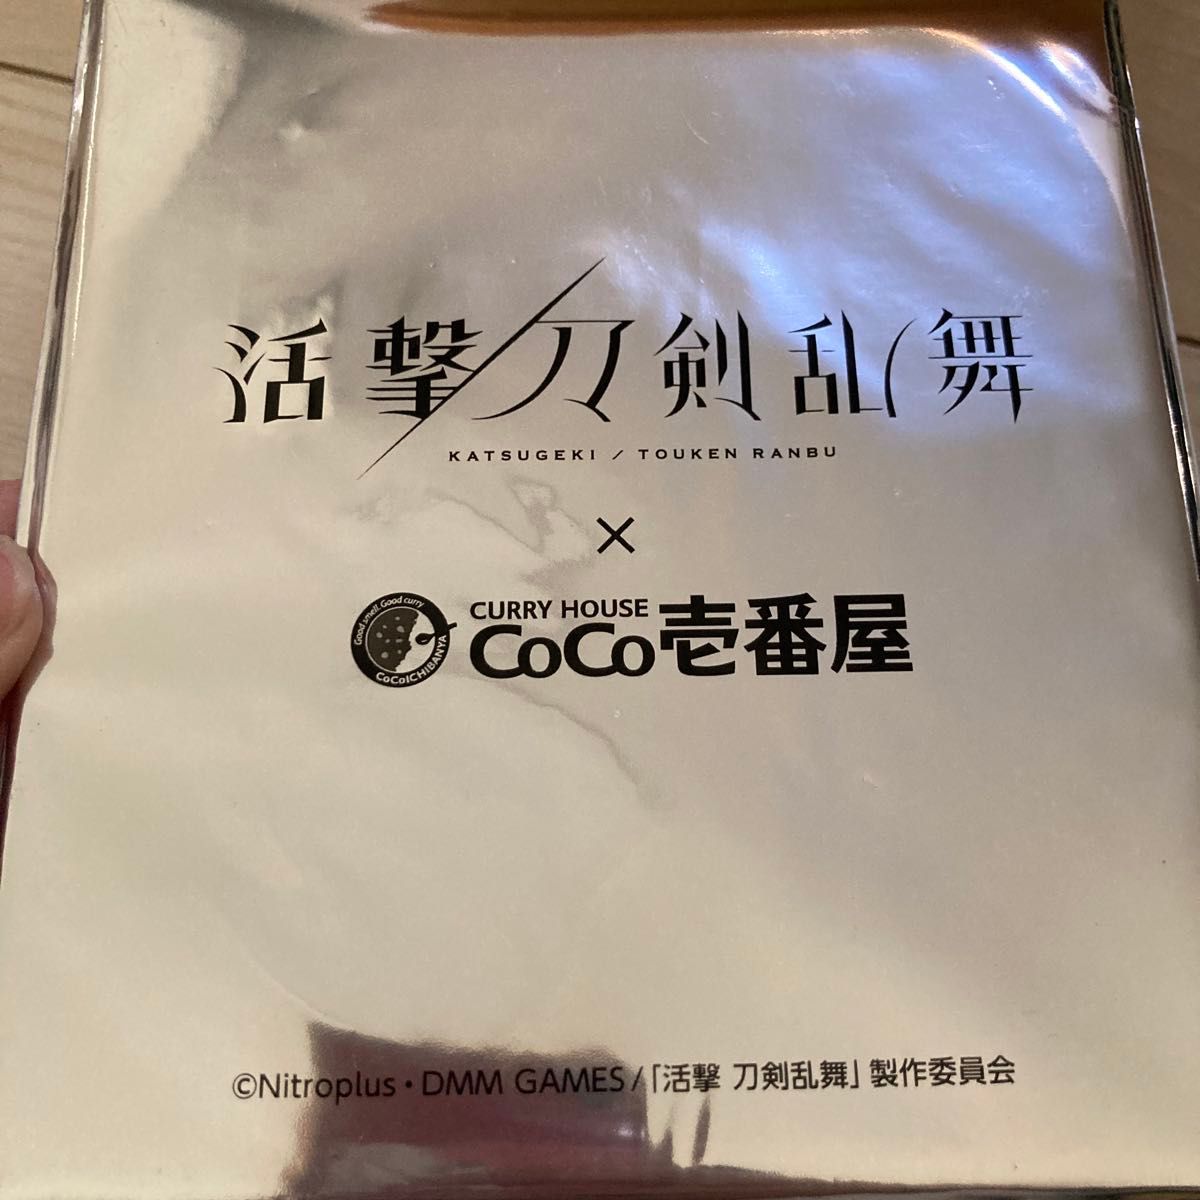 活撃/刀剣乱舞
KATSUGEKI / TOUKEN RANBU
×
Good smell. Good curry
CoCoICHIBANYA
CURRY HOUSE
CoCo壱番屋
©Nitroplus・DMM GAMES/「活撃 刀剣乱舞」製作委員会